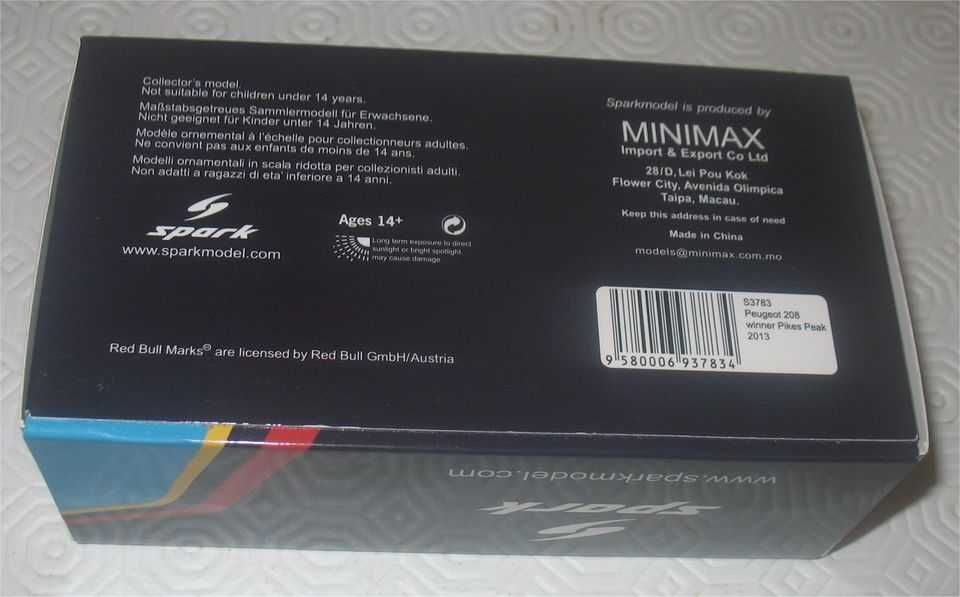 Collector's model.
Not suitable for children under 14 years.
Maßstabsgetreues Sammlermodell für Erwachsene.
Nicht geeignet für Kinder unter 14 Jahren.
Modèle ornemental à l'échelle pour collectionneurs adultes.
Ne convient pas aux enfants de moins de 14 ans.
Modelli ornamentali in scala ridotta per collezionisti adulti.
Non adatti a ragazzi di eta' inferiore a 14 anni.
spark
www.sparkmodel.com
Ages 14+
Long term exposure to direct
sunlight or bright spotlight
may cause damage
Red Bull Marks® are licensed by Red Bull GmbH/Austria
Sparkmodel is produced by
MINIMAX
Import & Export Co Ltd
28/D, Lei Pou Kok
Flower City, Avenida Olimpica
Taipa, Macau.
Keep this address in case of need
Made in China
models@minimax.com.mo
S3783
Peugeot 208
winner Pikes Peak
2013
9 580006 937834
www.sparkmodel.com
spark